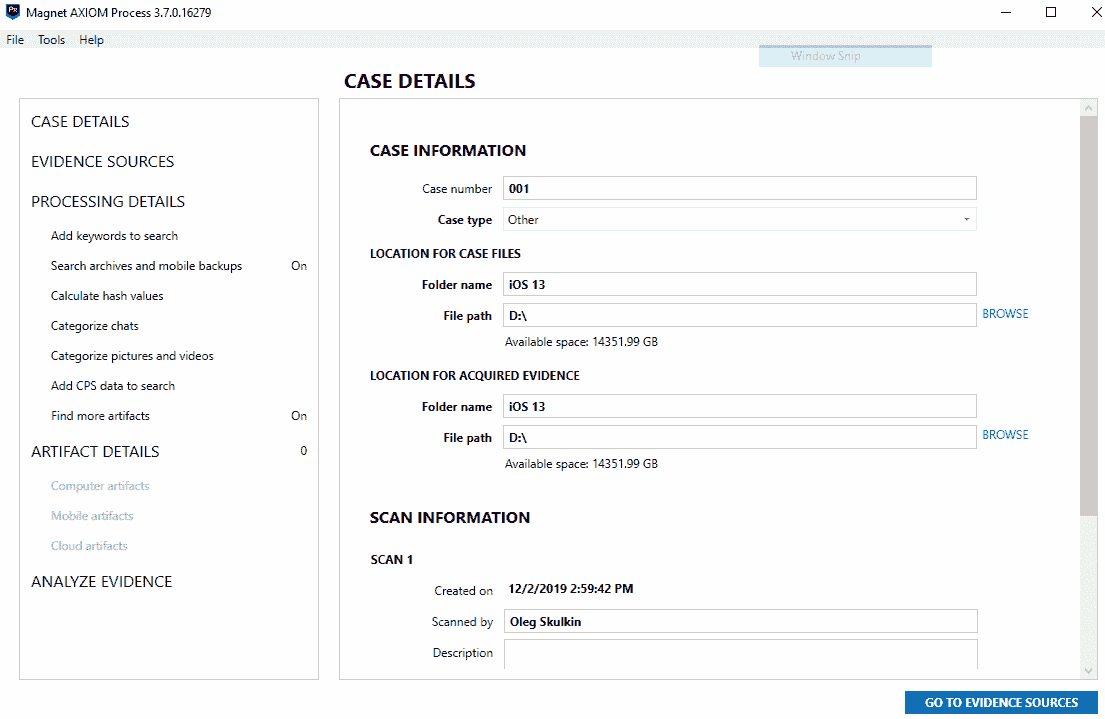 PR Magnet AXIOM Process 3.7.0.16279
File Tools Help
Window Snip
CASE DETAILS
CASE DETAILS
EVIDENCE SOURCES
PROCESSING DETAILS
Add keywords to search
Search archives and mobile backups On
Calculate hash values
Categorize chats
Categorize pictures and videos
Add CPS data to search
Find more artifacts On
ARTIFACT DETAILS 0
Computer artifacts
Mobile artifacts
Cloud artifacts
ANALYZE EVIDENCE
CASE INFORMATION
Case number 001
Case type Other
LOCATION FOR CASE FILES
Folder name iOS 13
File path D:\ BROWSE
Available space: 14351.99 GB
LOCATION FOR ACQUIRED EVIDENCE
Folder name iOS 13
File path D:\ BROWSE
Available space: 14351.99 GB
SCAN INFORMATION
SCAN 1
Created on 12/2/2019 2:59:42 PM
Scanned by Oleg Skulkin
Description
GO TO EVIDENCE SOURCES